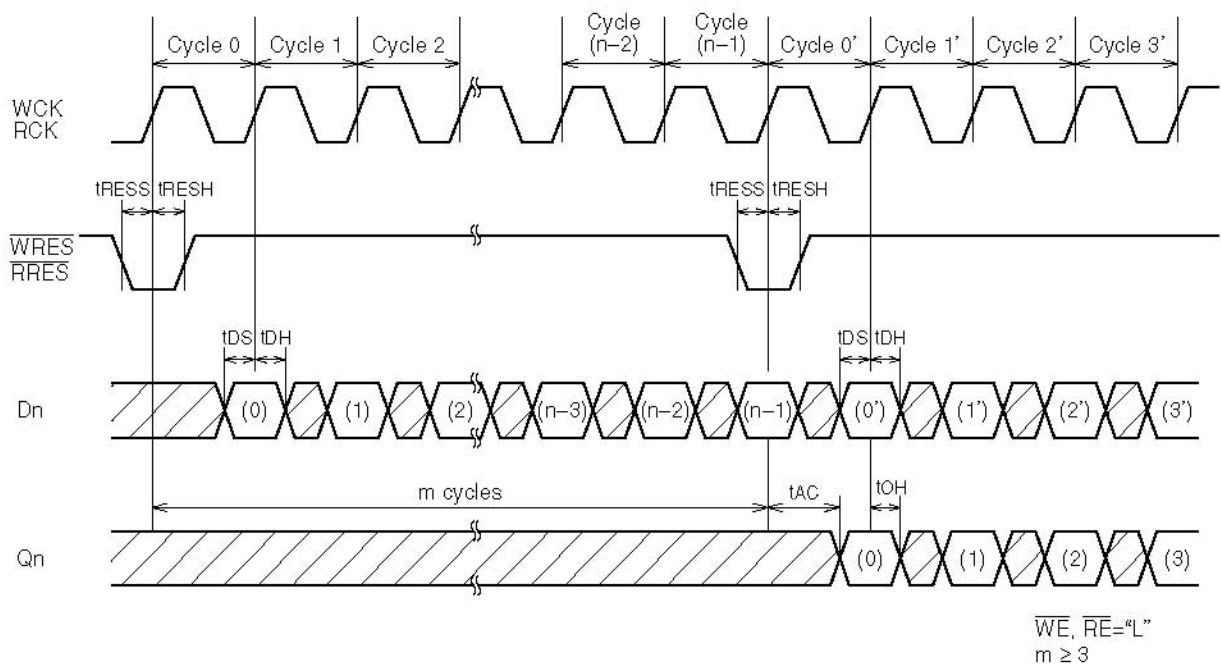 Cycle 0 Cycle 1 Cycle 2 Cycle (n–2) Cycle (n–1) Cycle 0' Cycle 1' Cycle 2' Cycle 3'
WCK
RCK
tRESS tRESH tRESS tRESH
WRES
RRES
tDS tDH tDS tDH
Dn (0) (1) (2) (n–3) (n–2) (n–1) (0') (1') (2') (3')
m cycles tAC tOH
Qn (0) (1) (2) (3)
WE, RE=“L”
m ≥ 3